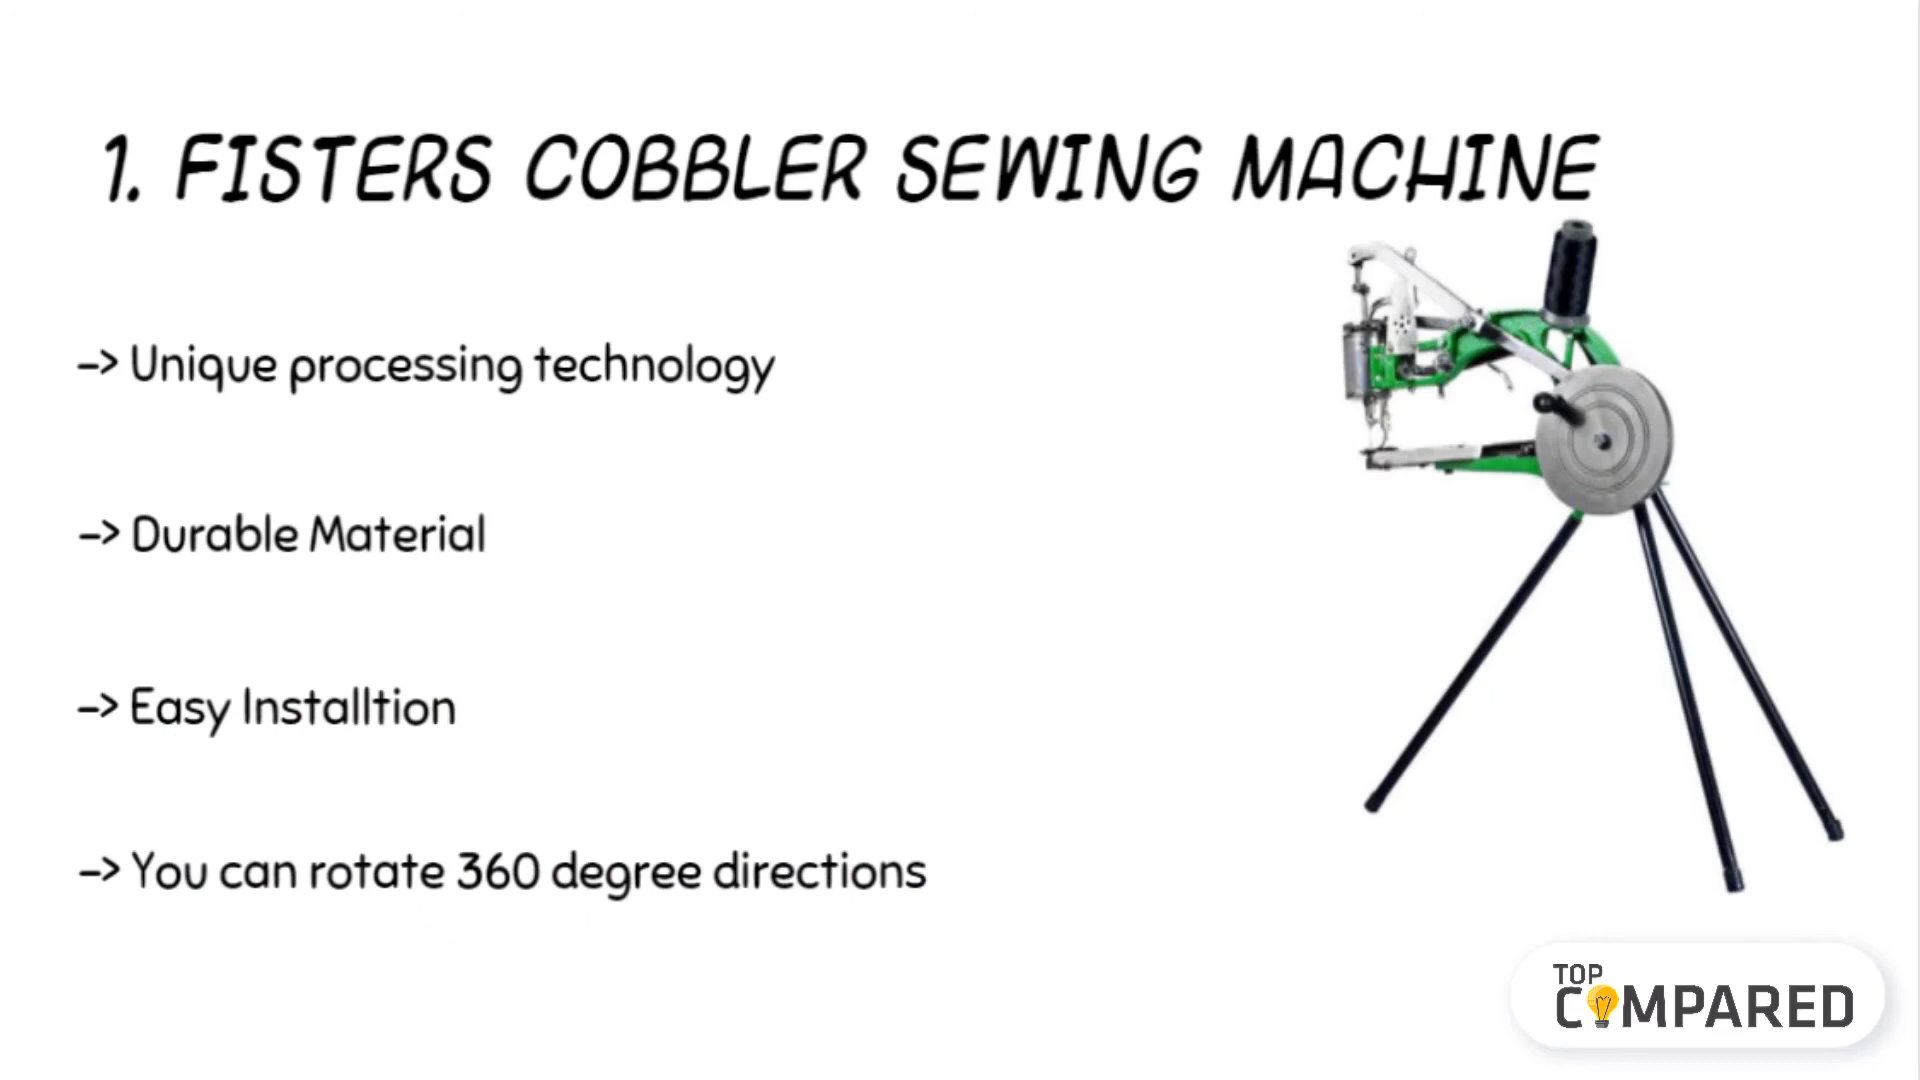 1. FISTERS COBBLER SEWING MACHINE
-> Unique processing technology
-> Durable Material
-> Easy Installtion
-> You can rotate 360 degree directions
TOP
COMPARED